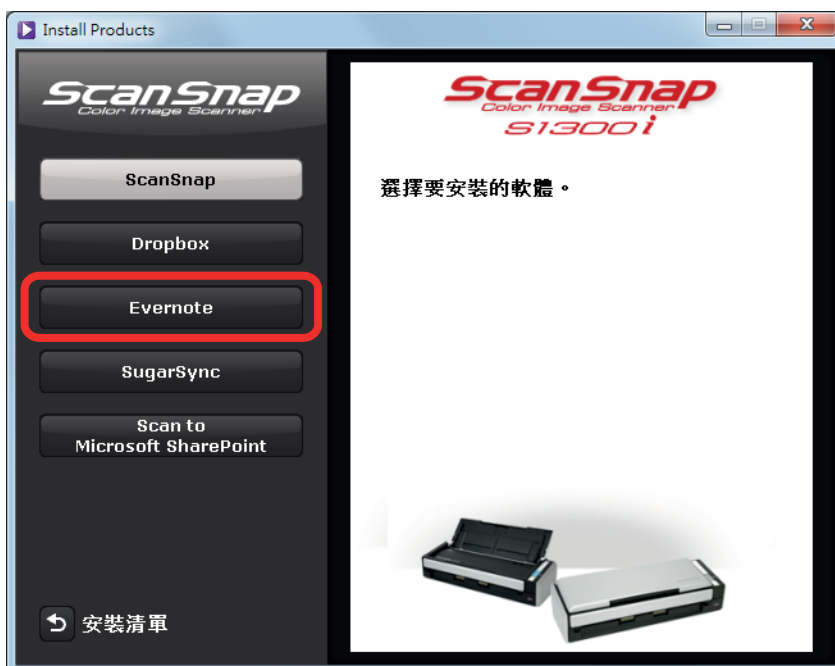 Install Products
ScanSnap
Color Image Scanner
ScanSnap
Dropbox
Evernote
SugarSync
Scan to
Microsoft SharePoint
安裝清單
ScanSnap
Color Image Scanner
S1300i
選擇要安裝的軟體。